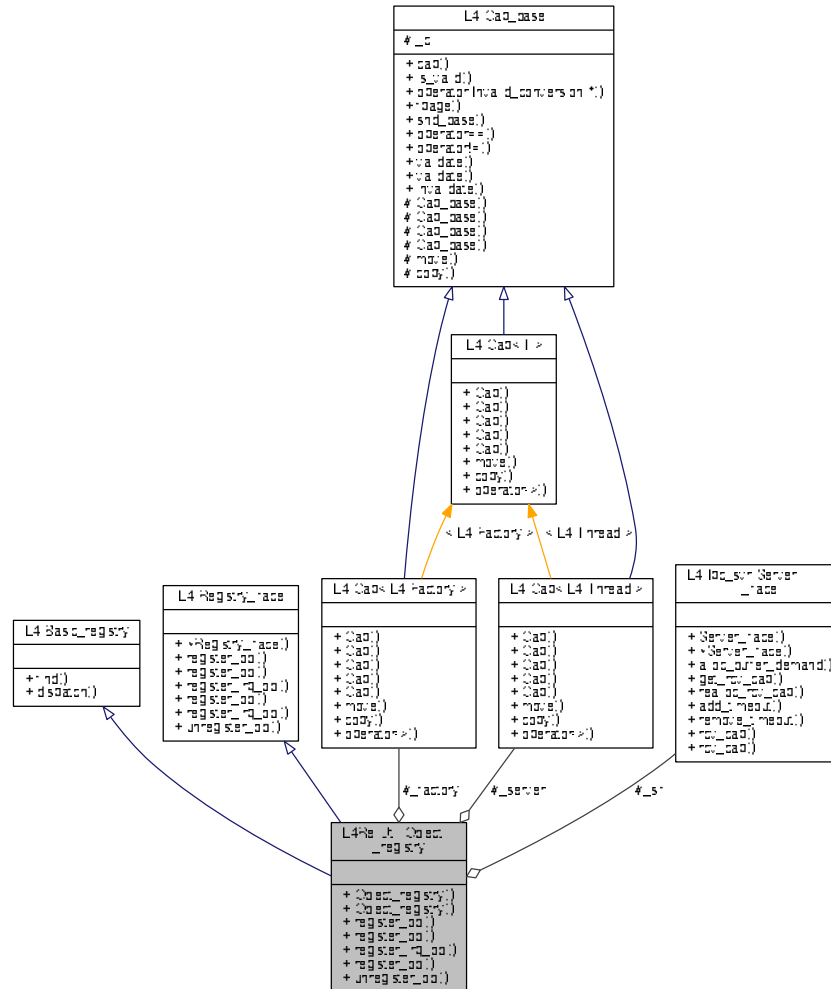 L4::Cap_base
# _c
+ cap()
+ is_valid()
+ operator Invalid_conversion *()
+ fpage()
+ snd_base()
+ operator==()
+ operator!=()
+ validate()
+ validate()
+ invalidate()
# Cap_base()
# Cap_base()
# Cap_base()
# Cap_base()
# move()
# copy()
L4::Cap< T >
+ Cap()
+ Cap()
+ Cap()
+ Cap()
+ Cap()
+ move()
+ copy()
+ operator->()
< L4::Factory >
< L4::Thread >
L4::Basic_registry
+ find()
+ dispatch()
L4::Registry_iface
+ ~Registry_iface()
+ register_obj()
+ register_obj()
+ register_irq_obj()
+ register_obj()
+ register_irq_obj()
+ unregister_obj()
L4::Cap< L4::Factory >
+ Cap()
+ Cap()
+ Cap()
+ Cap()
+ Cap()
+ move()
+ copy()
+ operator->()
L4::Cap< L4::Thread >
+ Cap()
+ Cap()
+ Cap()
+ Cap()
+ Cap()
+ move()
+ copy()
+ operator->()
L4::Ipc_svr::Server
_iface
+ Server_iface()
+ ~Server_iface()
+ alloc_buffer_demand()
+ get_rcv_cap()
+ realloc_rcv_cap()
+ add_timeout()
+ remove_timeout()
+ rcv_cap()
+ rcv_cap()
#_factory
#_server
#_sif
L4Re::Util::Object
_registry
+ Object_registry()
+ Object_registry()
+ register_obj()
+ register_obj()
+ register_irq_obj()
+ register_obj()
+ unregister_obj()